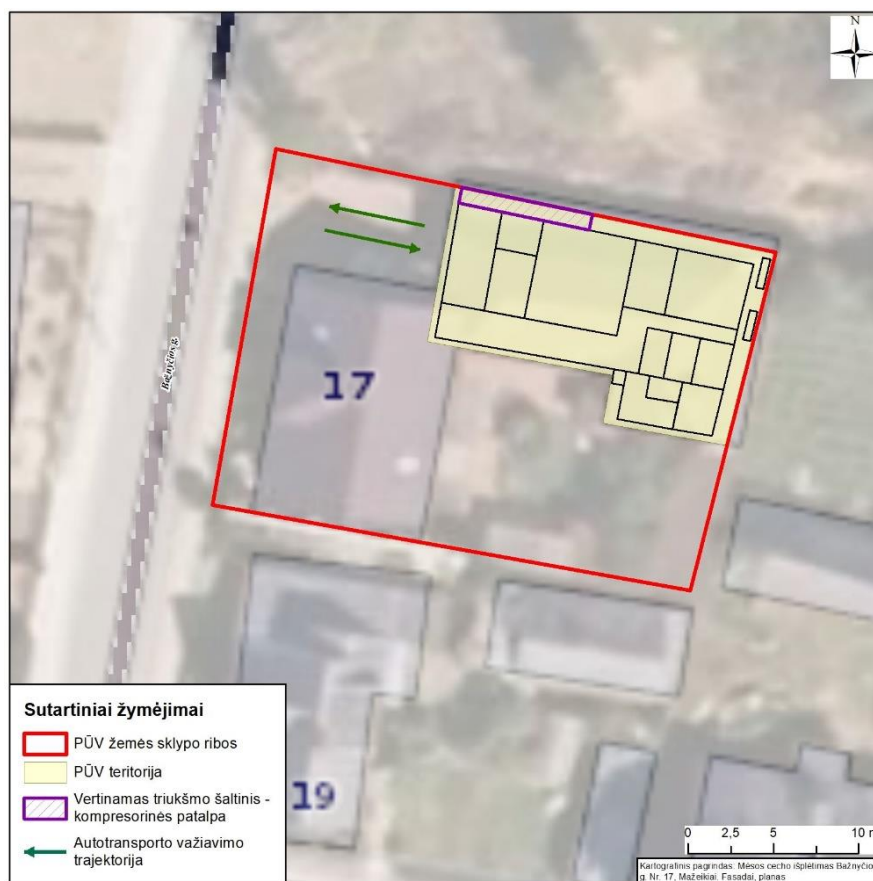 N
Bažnyčios g.
17
19
Sutartiniai žymėjimai
PŪV žemės sklypo ribos
PŪV teritorija
Vertinamas triukšmo šaltinis -
kompresorinės patalpa
Autotransporto važiavimo
trajektorija
0 2,5 5 10 m
Kartografinis pagrindas: Mėsos cecho išplėtimas Bažnyčio
g. Nr. 17, Mažeikiai. Fasadai, planas